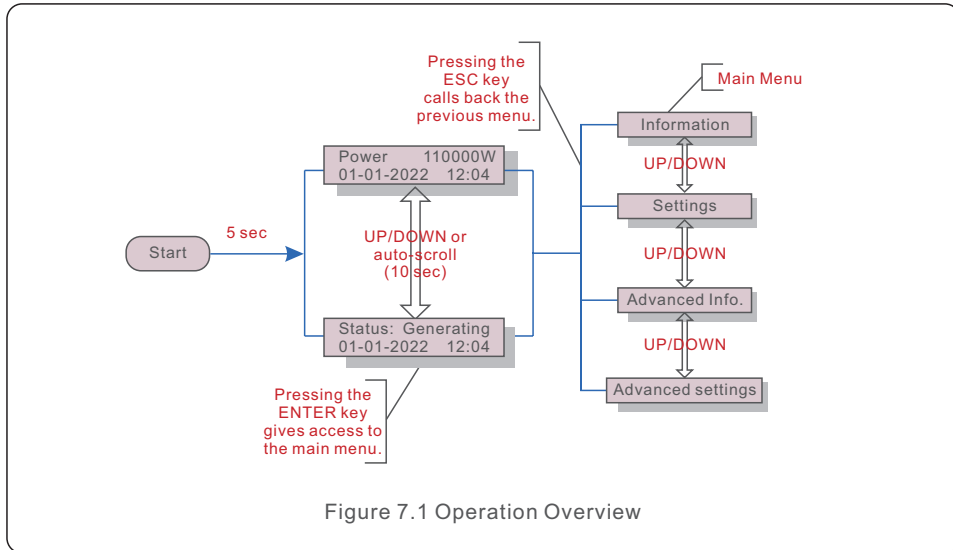 Pressing the
ESC key
calls back the
previous menu.
Main Menu
Information
UP/DOWN
Settings
UP/DOWN
Advanced Info.
UP/DOWN
Advanced settings
Power 110000W
01-01-2022 12:04
5 sec
Start
UP/DOWN or
auto-scroll
(10 sec)
Status: Generating
01-01-2022 12:04
Pressing the
ENTER key
gives access to
the main menu.
Figure 7.1 Operation Overview